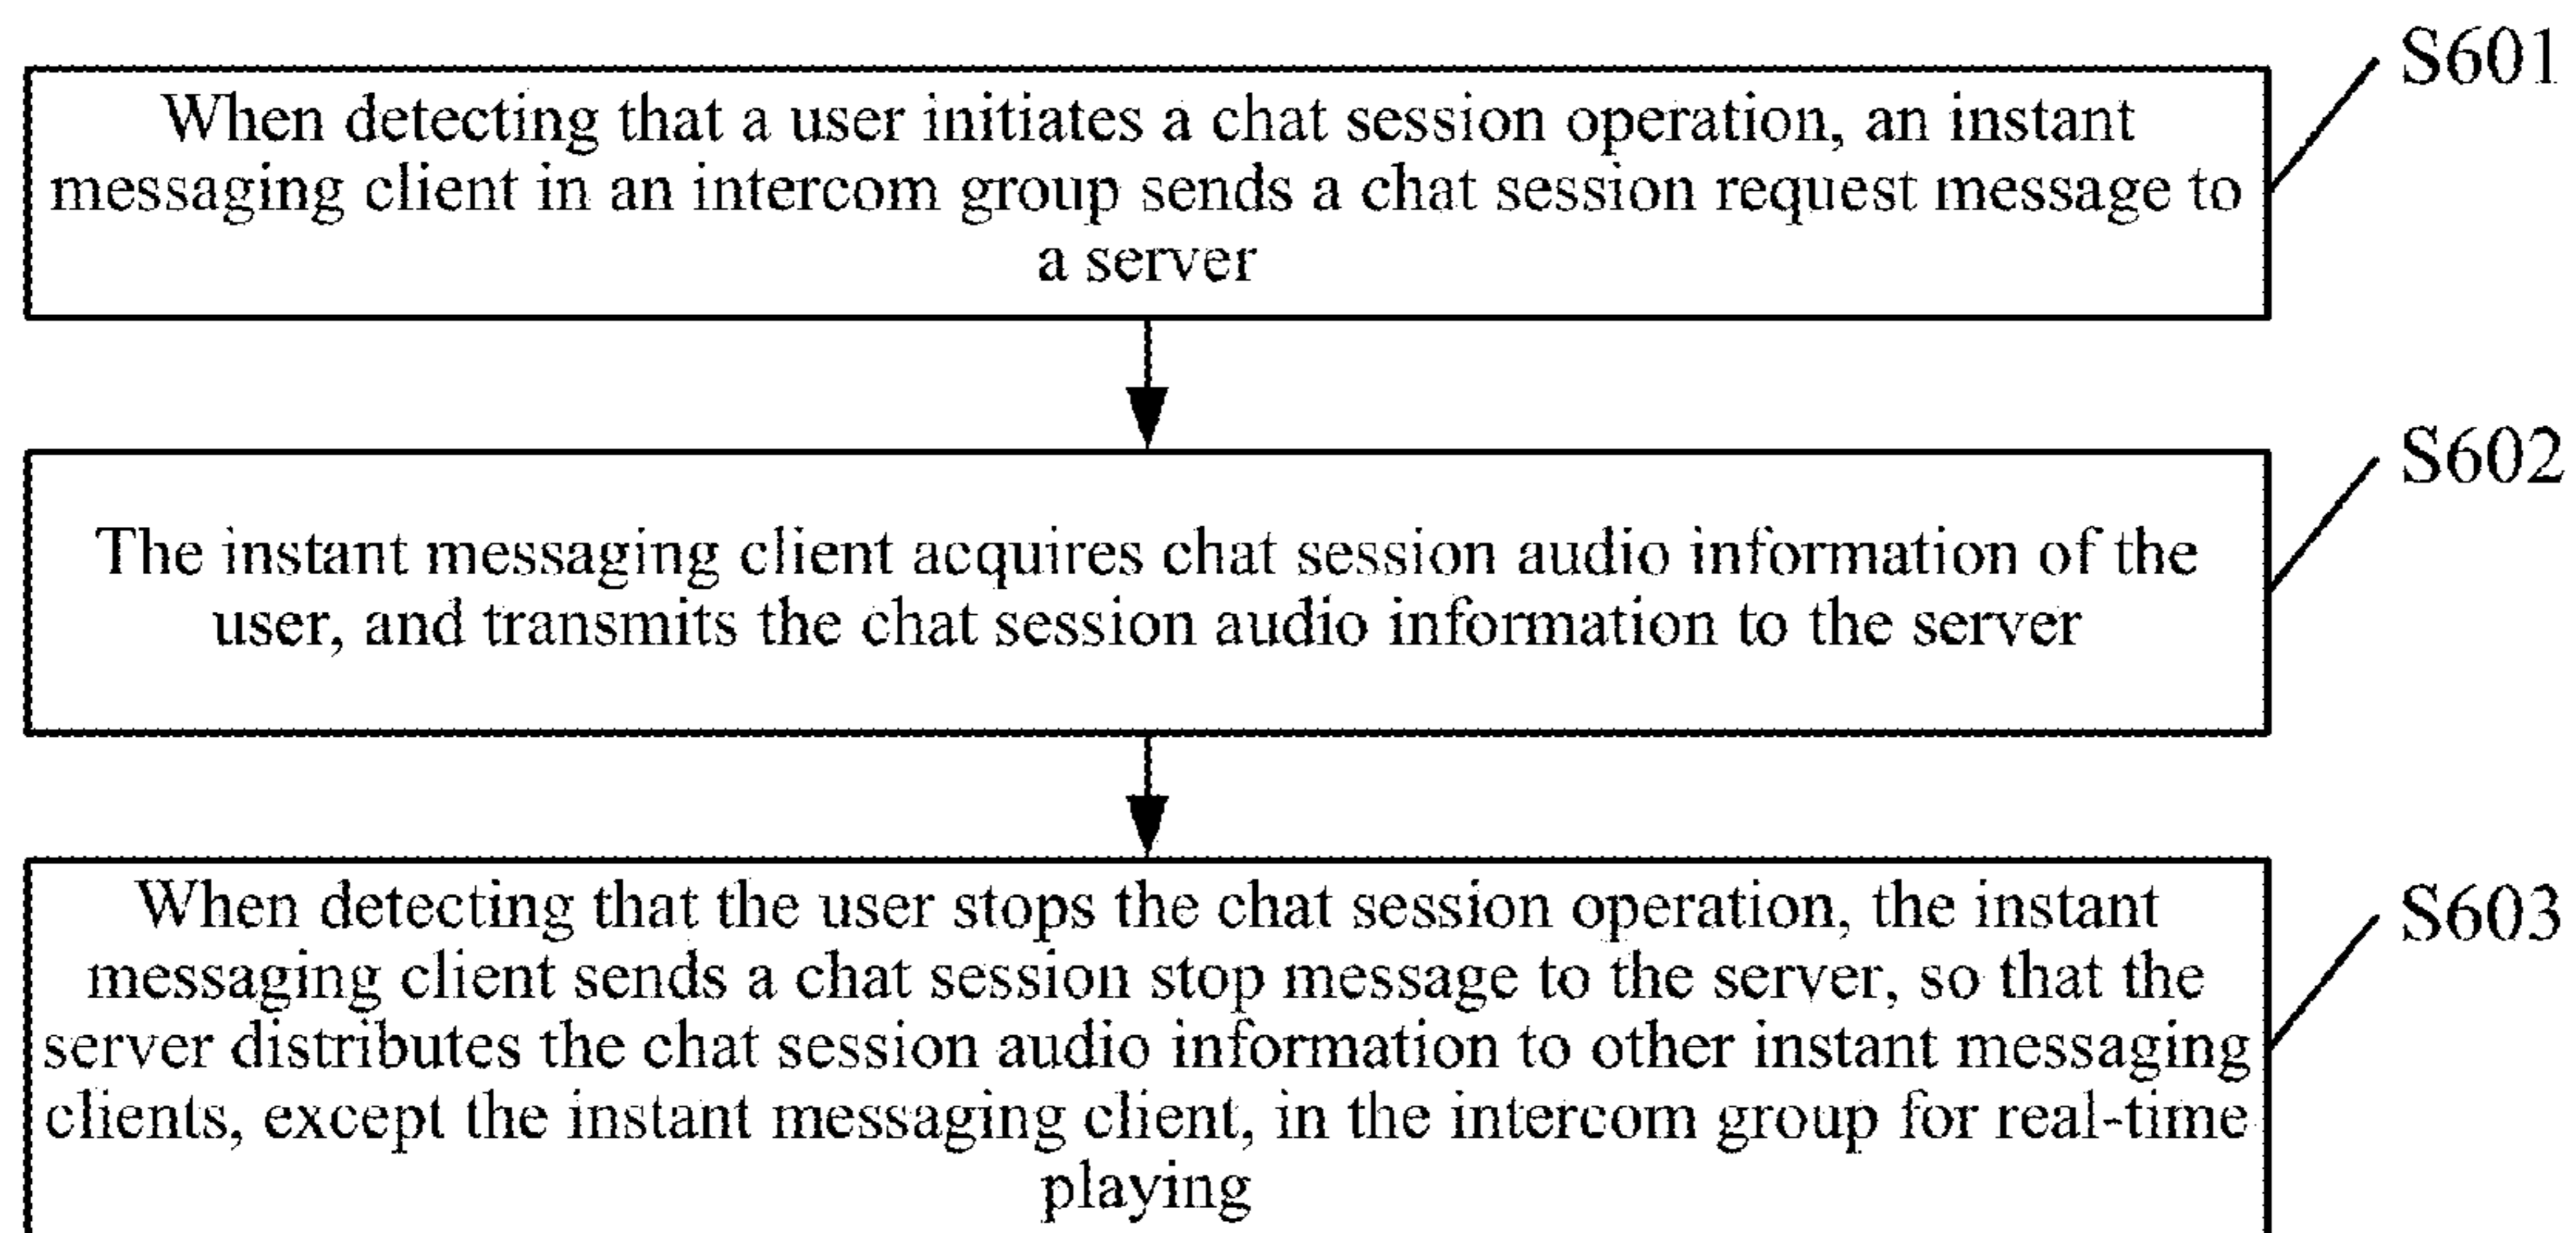 S601
When detecting that a user initiates a chat session operation, an instant
messaging client in an intercom group sends a chat session request message to
a server
S602
The instant messaging client acquires chat session audio information of the
user, and transmits the chat session audio information to the server
S603
When detecting that the user stops the chat session operation, the instant
messaging client sends a chat session stop message to the server, so that the
server distributes the chat session audio information to other instant messaging
clients, except the instant messaging client, in the intercom group for real-time
playing